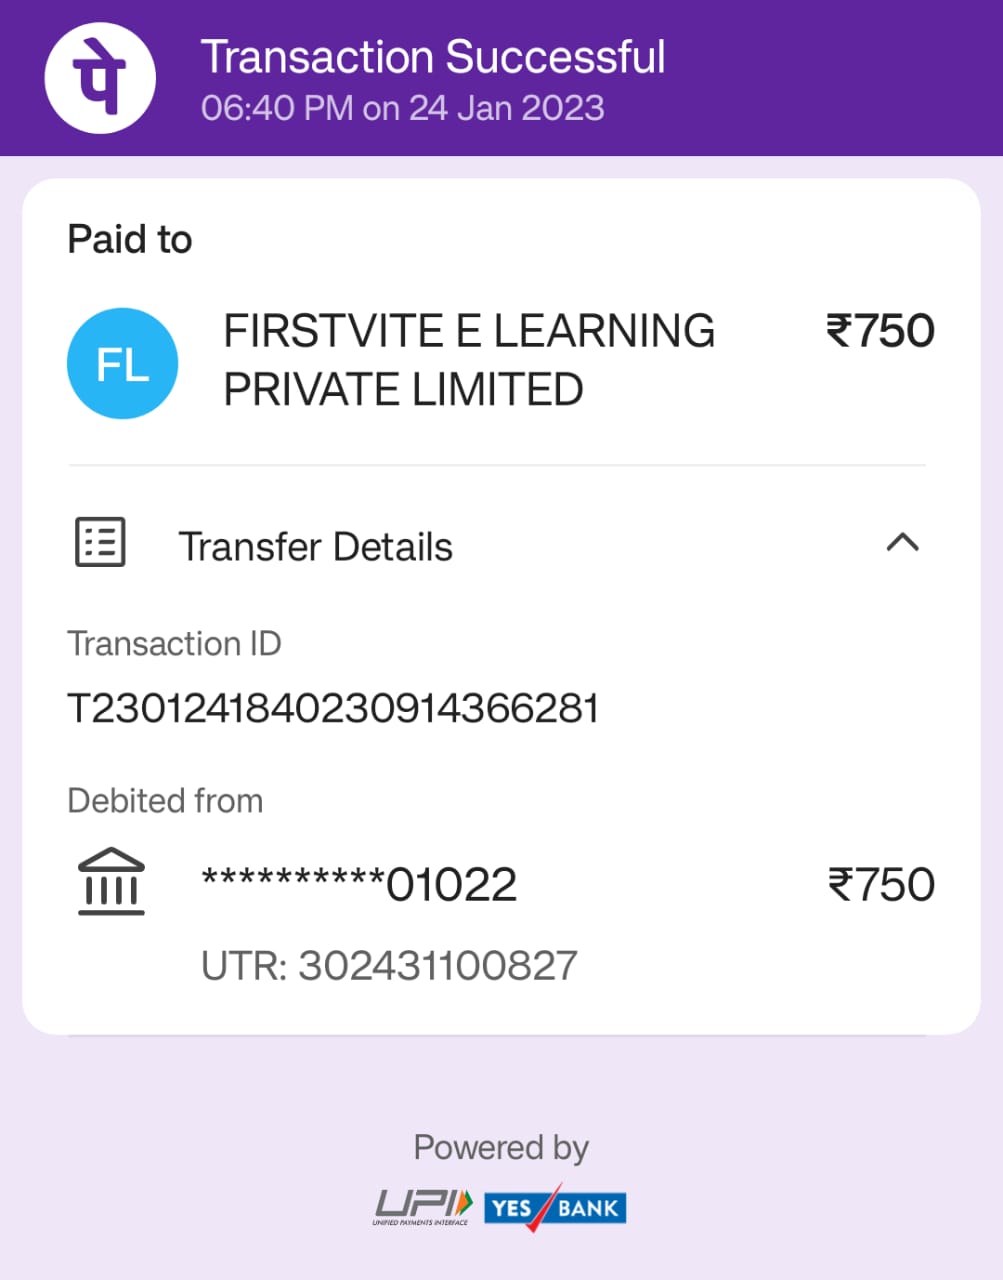 पे
Transaction Successful
06:40 PM on 24 Jan 2023
Paid to
FL
FIRSTVITE E LEARNING
PRIVATE LIMITED
₹750
Transfer Details
Transaction ID
T2301241840230914366281
Debited from
**********01022
₹750
UTR: 302431100827
Powered by
UPI
UNIFIED PAYMENTS INTERFACE
YES BANK